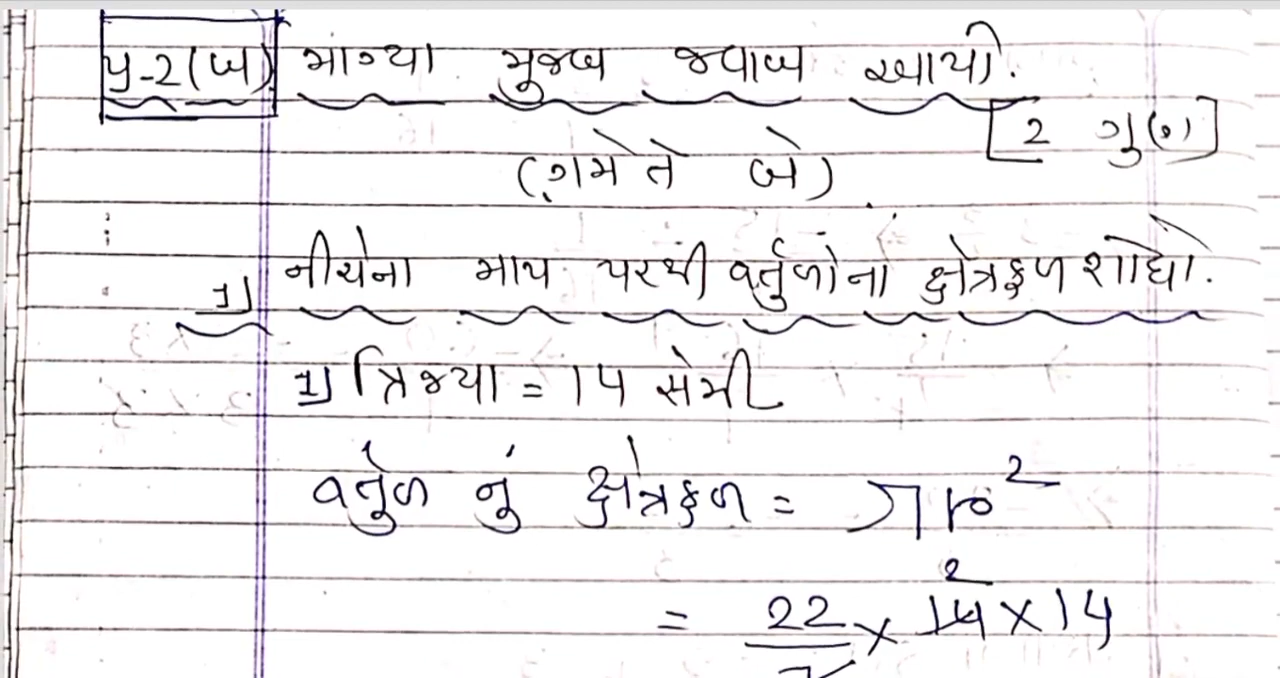 પ્ર-2(બ) માગ્યા મુજબ જવાબ આપો.
[2 ગુણ]
(ગમે તે બે)
1] નીચેના માપ પરથી વર્તુળોના ક્ષેત્રફળ શોધો.
1] ત્રિજ્યા = 14 સેમી
વર્તુળ નું ક્ષેત્રફળ = πr²
= 22/7 × 14 × 14
2